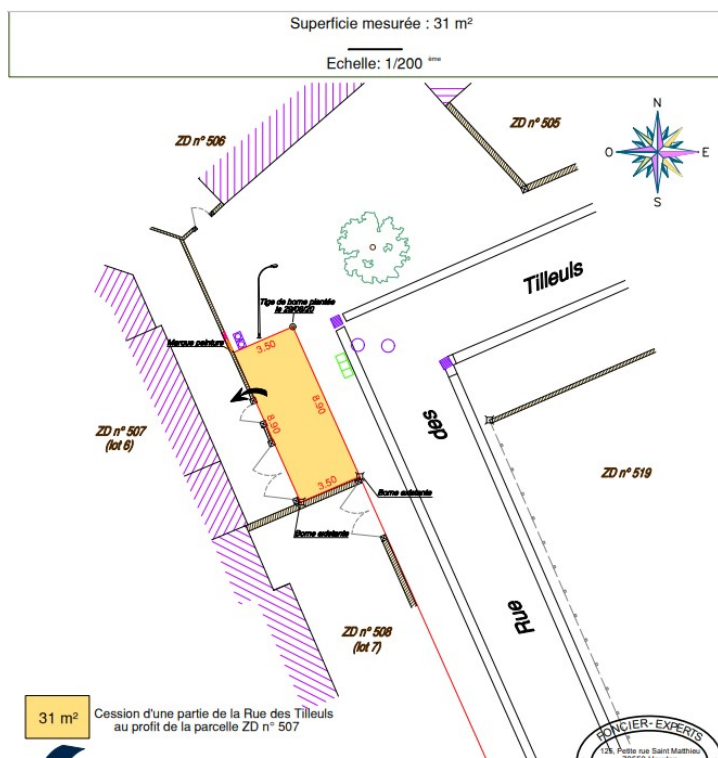 Superficie mesurée : 31 m²
Echelle: 1/200 ème
ZD n° 506
ZD n° 505
N
O
E
S
Tilleuls
Tige de borne plantée
le 29/09/20
Marque peinture
3.50
8.90
8.90
3.50
ZD n° 507
(lot 6)
des
ZD n° 519
Borne existante
Borne existante
Rue
ZD n° 508
(lot 7)
31 m²
Cession d'une partie de la Rue des Tilleuls
au profit de la parcelle ZD n° 507
FONCIER-EXPERTS
Petite rue Saint Matthieu